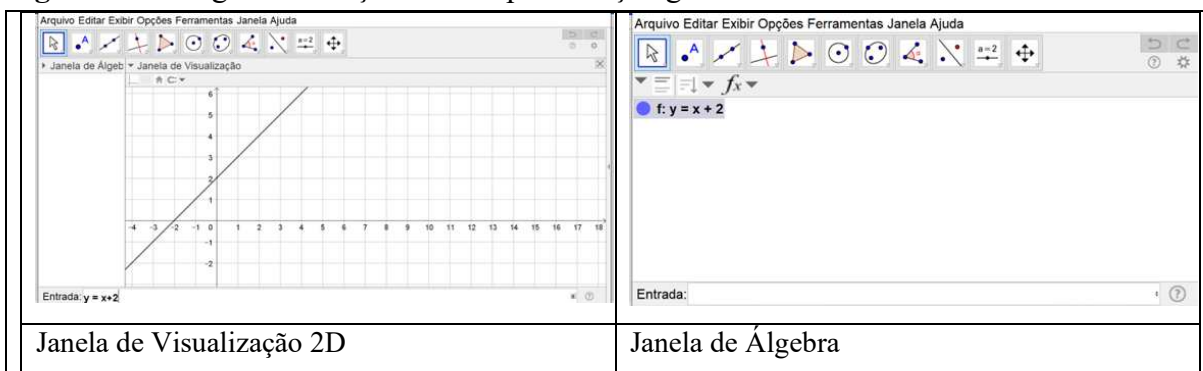 Arquivo Editar Exibir Opções Ferramentas Janela Ajuda
A a=2
Janela de Álgeb Janela de Visualização
6
5
4
3
2
1
-4 -3 -2 -1 0 1 2 3 4 5 6 7 8 9 10 11 12 13 14 15 16 17 18
-1
-2
Entrada: y = x+2
Janela de Visualização 2D
Arquivo Editar Exibir Opções Ferramentas Janela Ajuda
A a=2
fx
f: y = x + 2
Entrada:
Janela de Álgebra